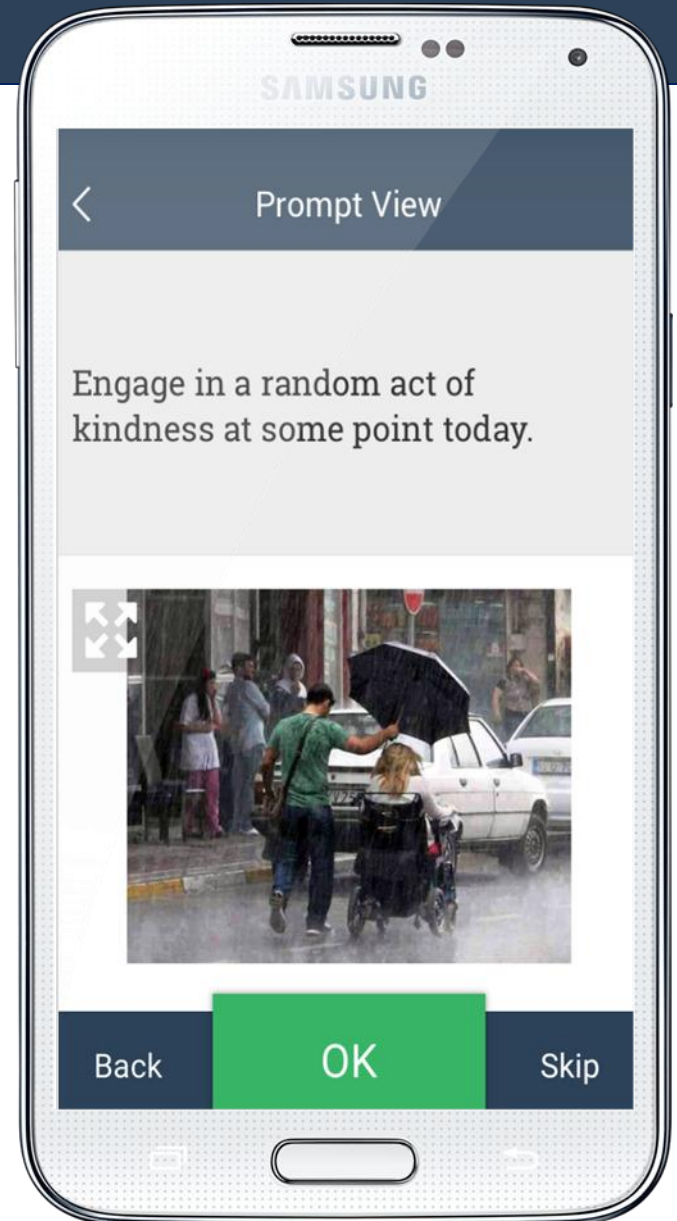 SAMSUNG
Prompt View
Engage in a random act of
kindness at some point today.
Back
OK
Skip